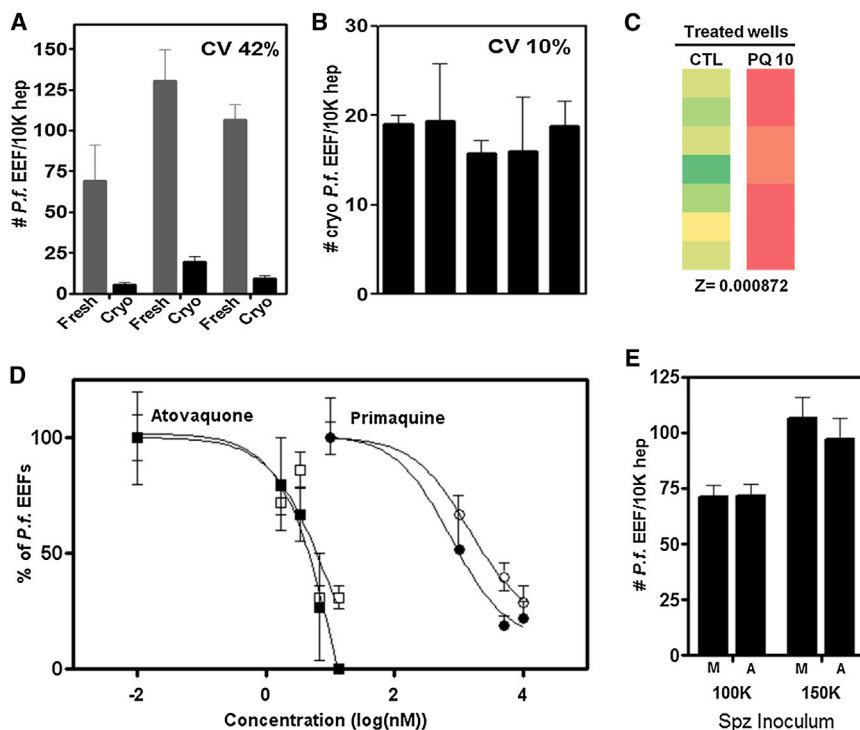 A
# P.f. EEF/10K hep
CV 42%
150
125
100
75
50
25
0
Fresh
Cryo
Fresh
Cryo
Fresh
Cryo
B
# cryo P.f. EEF/10K hep
CV 10%
30
20
10
0
C
Treated wells
CTL PQ 10
Z= 0.000872
D
% of P.f. EEFs
Atovaquone Primaquine
100
50
0
-2 0 2 4
Concentration (log(nM))
E
# P.f. EEF/10K hep
125
100
75
50
25
0
M A M A
100K 150K
Spz Inoculum